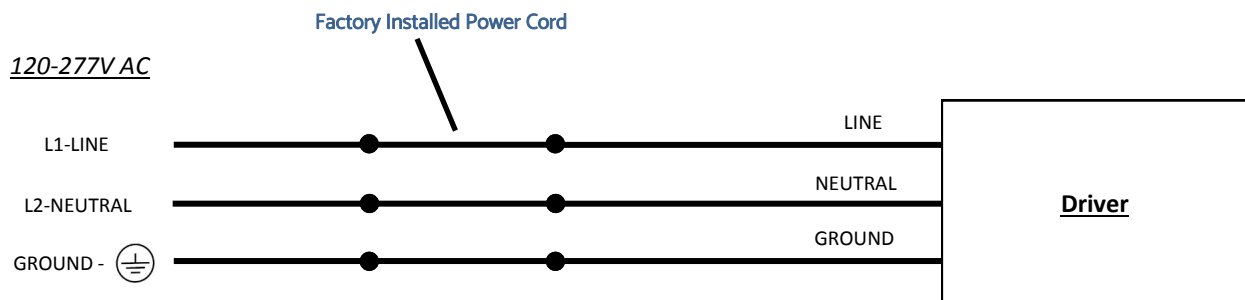 Factory Installed Power Cord
120-277V AC
L1-LINE
LINE
L2-NEUTRAL
NEUTRAL
Driver
GROUND -
GROUND